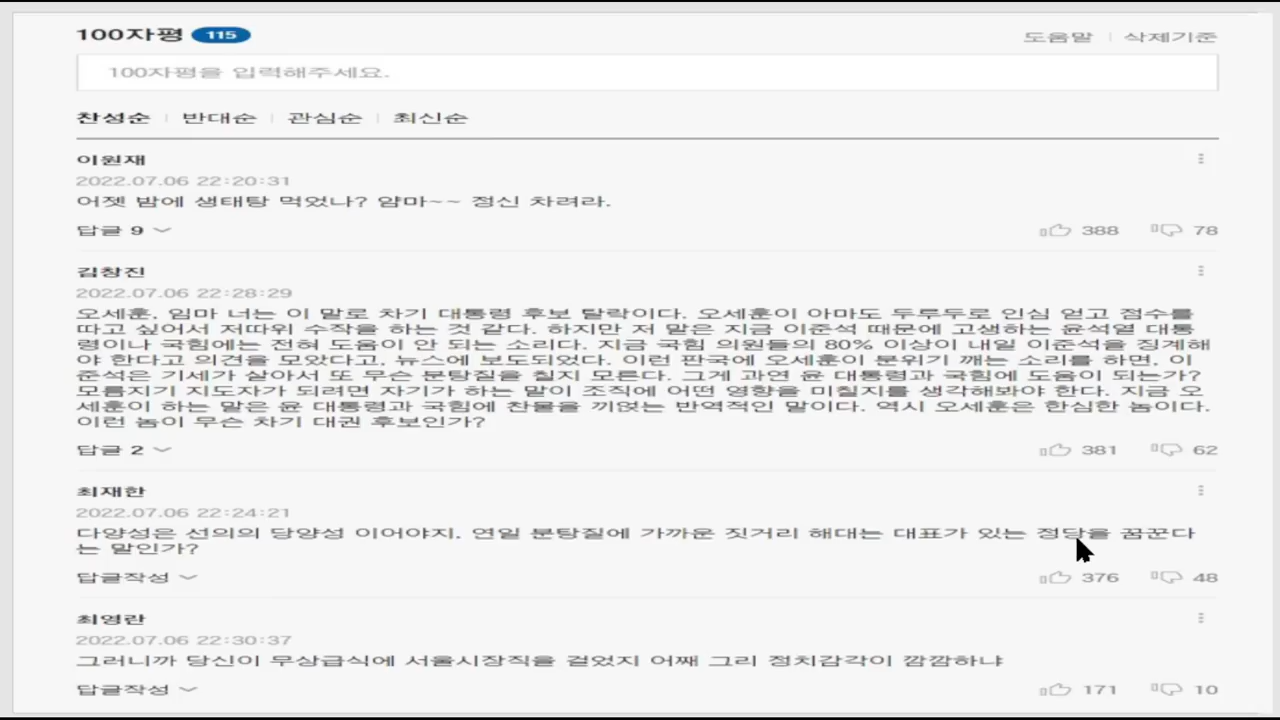 100자평 115
도움말 삭제기준
100자평을 입력해주세요.
찬성순 반대순 관심순 최신순
이원재
2022.07.06 22:20:31
어젯 밤에 생태탕 먹었나? 얌마~~ 정신 차려라.
답글 9 388 78
김창진
2022.07.06 22:28:29
오세훈, 임마 너는 이 말로 차기 대통령 후보 탈락이다. 오세훈이 아마도 두루두루 인심 얻고 점수를
따고 싶어서 저따위 수작을 하는 것 같다. 하지만 저 말은 지금 이준석 때문에 고생하는 윤석열 대통
령이나 국힘에는 전혀 도움이 안 되는 소리다. 지금 국힘 의원들의 80% 이상이 내일 이준석을 징계해
야 한다고 의견을 모았다고, 뉴스에 보도되었다. 이런 판국에 오세훈이 분위기 깨는 소리를 하면, 이
준석은 기세가 살아서 또 무슨 분탕질을 칠지 모른다. 그게 과연 윤 대통령과 국힘에 도움이 되는가?
모름지기 지도자가 되려면 자기가 하는 말이 조직에 어떤 영향을 미칠지를 생각해봐야 한다. 지금 오
세훈이 하는 말은 윤 대통령과 국힘에 찬물을 끼얹는 반역적인 말이다. 역시 오세훈은 한심한 놈이다.
이런 놈이 무슨 차기 대권 후보인가?
답글 2 381 62
최재한
2022.07.06 22:24:21
다양성은 선의의 당양성 이어야지. 연일 분탕질에 가까운 짓거리 해대는 대표가 있는 정당을 꿈꾼다
는 말인가?
답글작성 376 48
최영란
2022.07.06 22:30:37
그러니까 당신이 무상급식에 서울시장직을 걸었지 어째 그리 정치감각이 깜깜하냐
답글작성 171 10